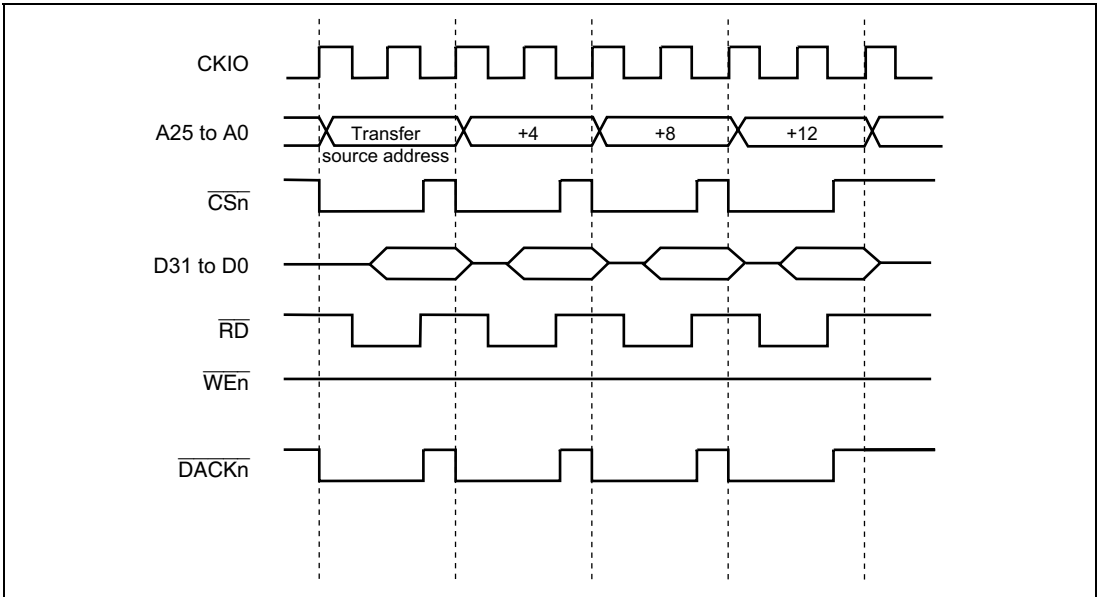 CKIO
A25 to A0
Transfer
source address
+4
+8
+12
CSn
D31 to D0
RD
WEn
DACKn